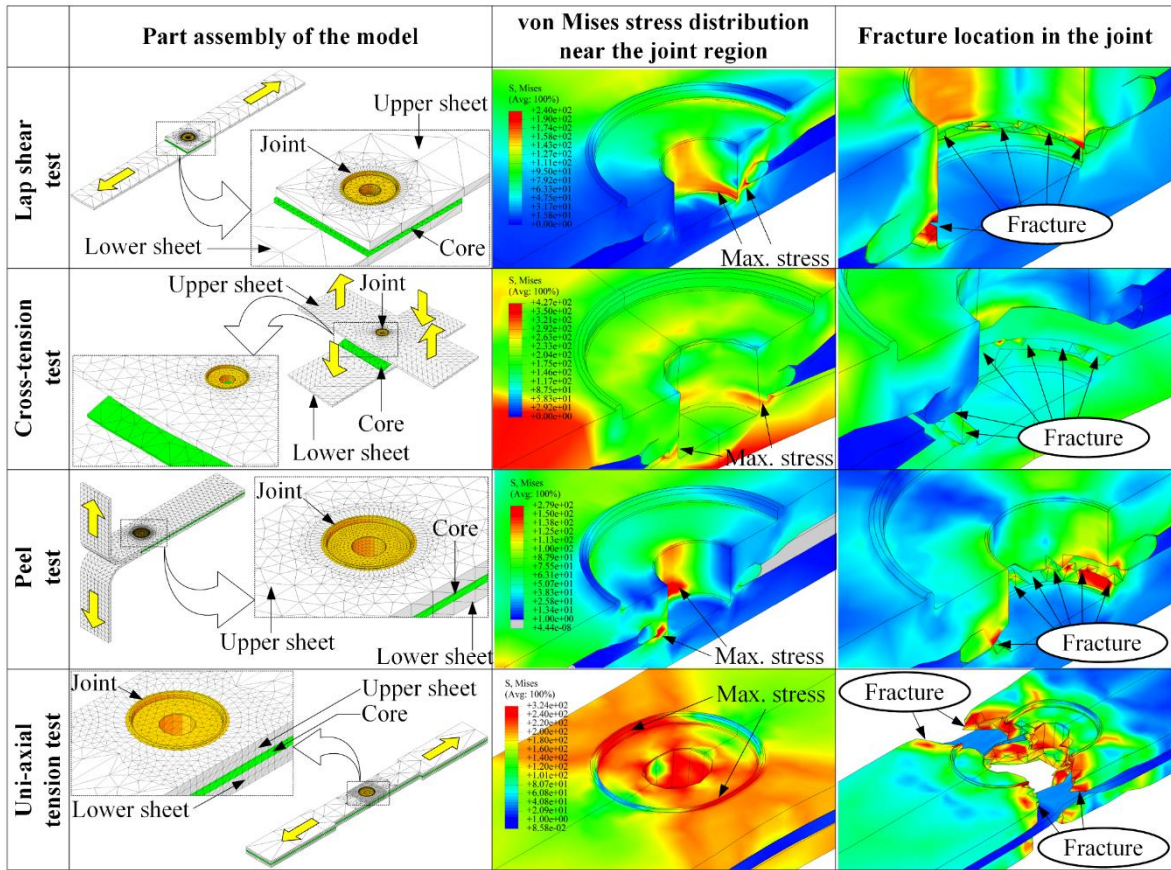 Part assembly of the model
von Mises stress distribution
near the joint region
Fracture location in the joint
Lap shear
test
Upper sheet
Joint
Lower sheet
Core
S, Mises
(Avg: 100%)
+2.40e+02
+1.90e+02
+1.74e+02
+1.58e+02
+1.43e+02
+1.27e+02
+1.11e+02
+9.50e+01
+7.92e+01
+6.33e+01
+4.75e+01
+3.17e+01
+1.58e+01
+0.00e+00
Max. stress
Fracture
Cross-tension
test
Upper sheet
Joint
Core
Lower sheet
S, Mises
(Avg: 100%)
+4.27e+02
+3.50e+02
+3.21e+02
+2.92e+02
+2.63e+02
+2.33e+02
+2.04e+02
+1.75e+02
+1.46e+02
+1.17e+02
+8.75e+01
+5.83e+01
+2.92e+01
+0.00e+00
Max. stress
Fracture
Peel
test
Joint
Core
Upper sheet
Lower sheet
S, Mises
(Avg: 100%)
+2.79e+02
+1.50e+02
+1.38e+02
+1.25e+02
+1.13e+02
+1.00e+02
+8.79e+01
+7.55e+01
+6.31e+01
+5.07e+01
+3.83e+01
+2.58e+01
+1.34e+01
+1.00e+00
+4.44e-08
Max. stress
Fracture
Uni-axial
tension test
Joint
Upper sheet
Core
Lower sheet
S, Mises
(Avg: 100%)
+3.24e+02
+2.40e+02
+2.20e+02
+2.00e+02
+1.80e+02
+1.60e+02
+1.40e+02
+1.20e+02
+1.01e+02
+8.07e+01
+6.08e+01
+4.08e+01
+2.09e+01
+1.00e+00
+8.58e-02
Max. stress
Fracture
Fracture